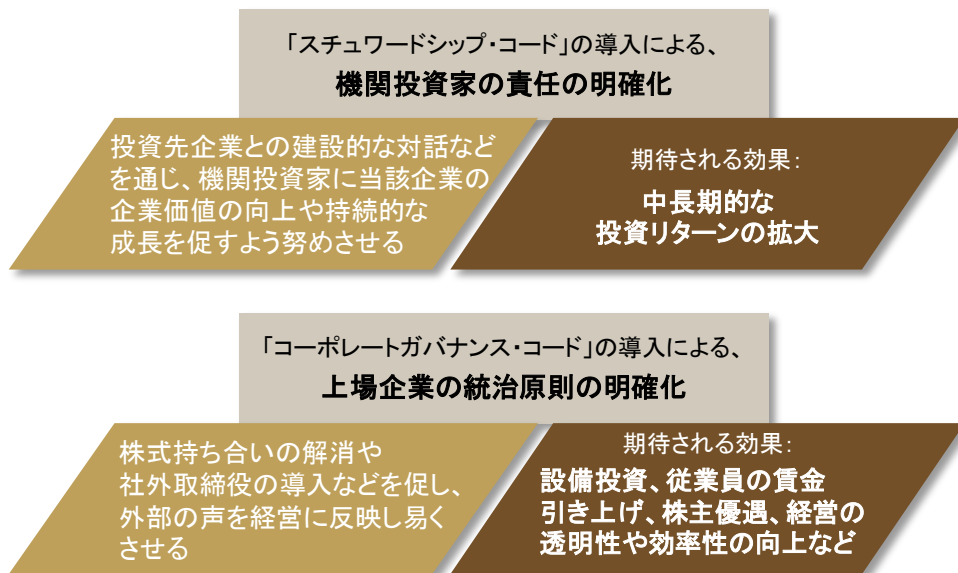 「スチュワードシップ・コード」の導入による、
機関投資家の責任の明確化
投資先企業との建設的な対話など
を通じ、機関投資家に当該企業の
企業価値の向上や持続的な
成長を促すよう努めさせる
期待される効果:
中長期的な
投資リターンの拡大
「コーポレートガバナンス・コード」の導入による、
上場企業の統治原則の明確化
株式持ち合いの解消や
社外取締役の導入などを促し、
外部の声を経営に反映し易く
させる
期待される効果:
設備投資、従業員の賃金
引き上げ、株主優遇、経営の
透明性や効率性の向上など